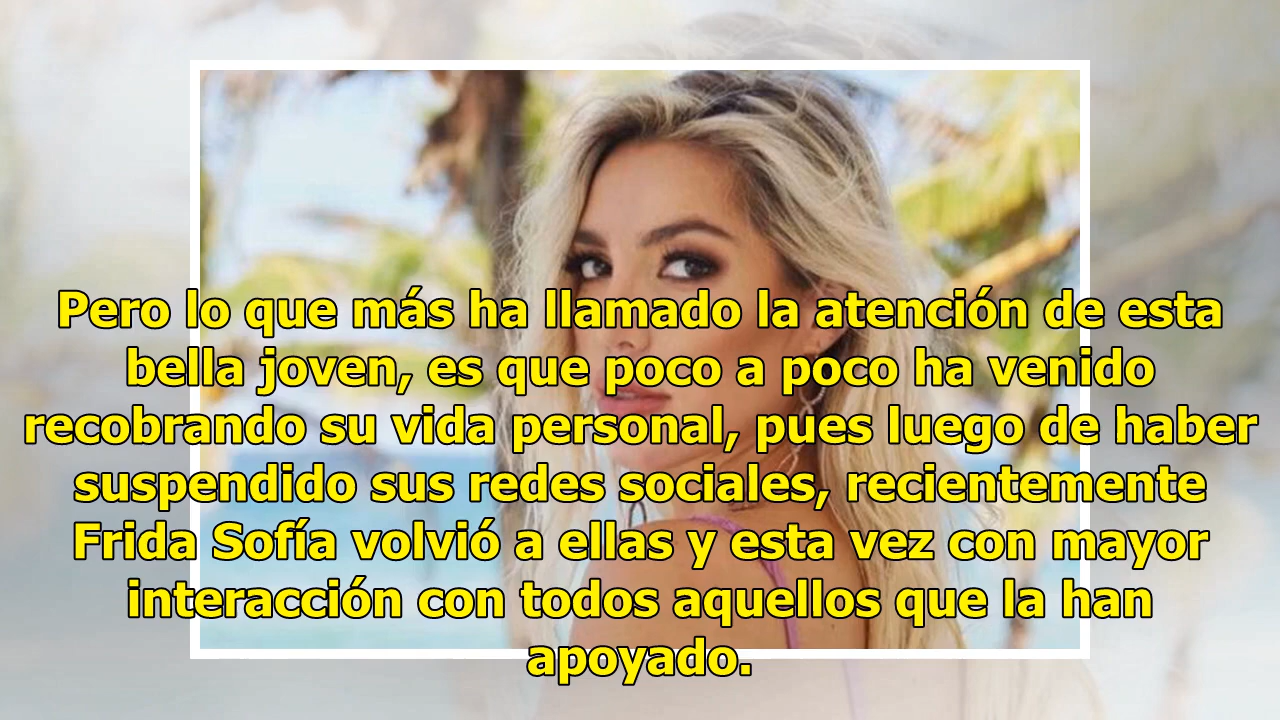 Pero lo que más ha llamado la atención de esta
bella joven, es que poco a poco ha venido
recobrando su vida personal, pues luego de haber
suspendido sus redes sociales, recientemente
Frida Sofía volvió a ellas y esta vez con mayor
interacción con todos aquellos que la han
apoyado.